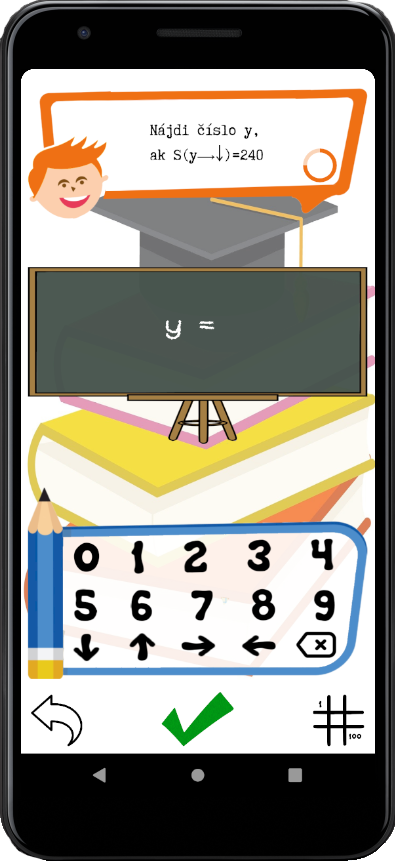 Nájdi číslo y,
ak S(y→↓)=240
y =
0 1 2 3 4
5 6 7 8 9
↓ ↑ → ←
1
100